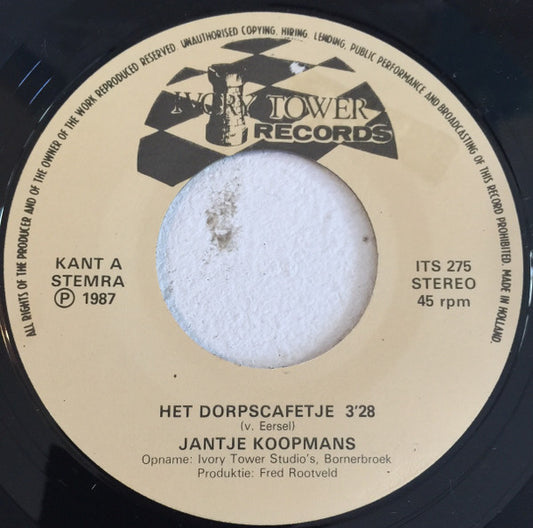 ALL RIGHTS OF THE PRODUCER AND OF THE OWNER OF THE WORK REPRODUCED RESERVED. UNAUTHORISED COPYING, HIRING, LENDING, PUBLIC PERFORMANCE AND BROADCASTING OF THIS RECORD PROHIBITED. MADE IN HOLLAND.
IVORY TOWER
RECORDS
KANT A
STEMRA
Ⓟ 1987
ITS 275
STEREO
45 rpm
HET DORPSCAFETJE 3'28
(v. Eersel)
JANTJE KOOPMANS
Opname: Ivory Tower Studio's, Bornerbroek
Produktie: Fred Rootveld